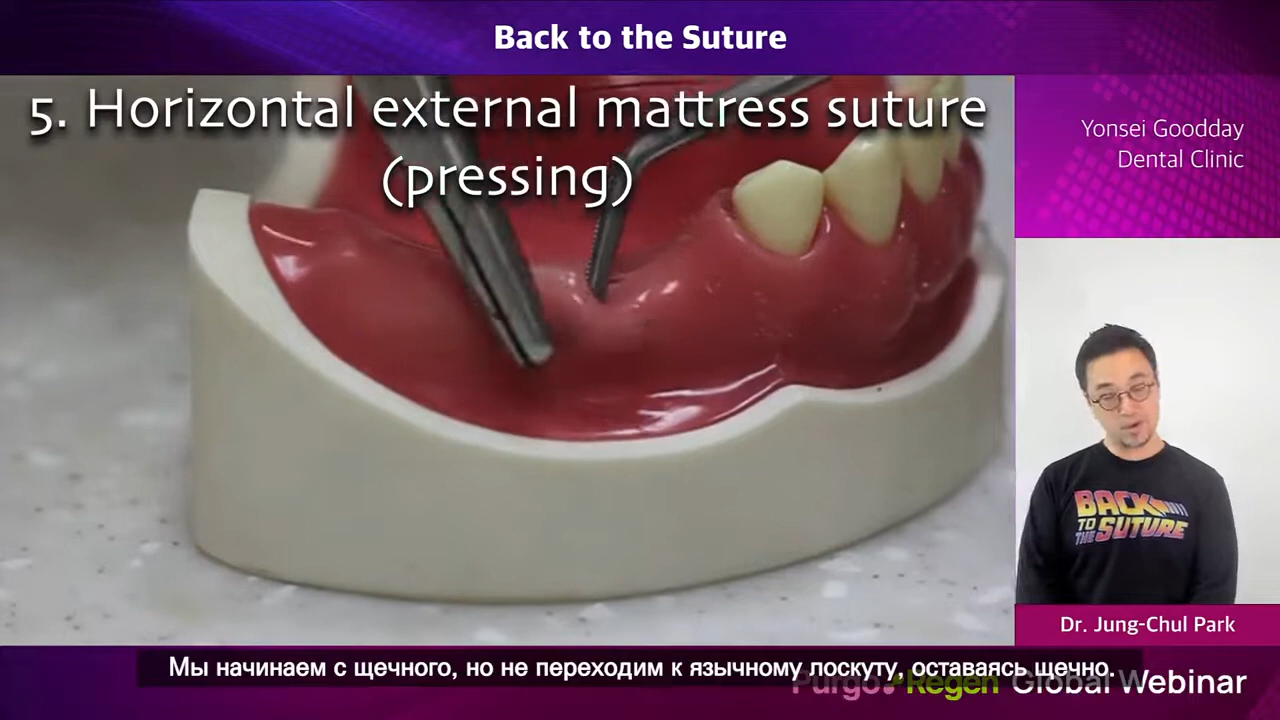 Back to the Suture
5. Horizontal external mattress suture
(pressing)
Yonsei Goodday
Dental Clinic
BACK
TO
THE SUTURE
Dr. Jung-Chul Park
Мы начинаем с щечного, но не переходим к язычному лоскуту, оставаясь щечно.
Purgo Regen Global Webinar